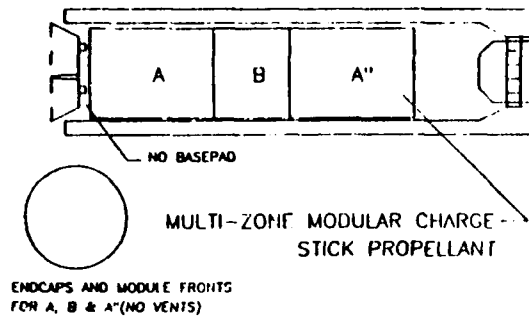 A B A"
NO BASEPAD
MULTI-ZONE MODULAR CHARGE
STICK PROPELLANT
ENDCAPS AND MODULE FRONTS
FOR A, B & A"(NO VENTS)